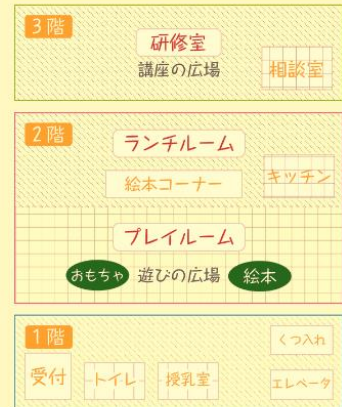 3階
研修室
講座の広場
相談室
2階
ランチルーム
絵本コーナー
キッチン
プレイルーム
おもちゃ 遊びの広場 絵本
1階
くつ入れ
受付 トイレ 授乳室
エレベータ